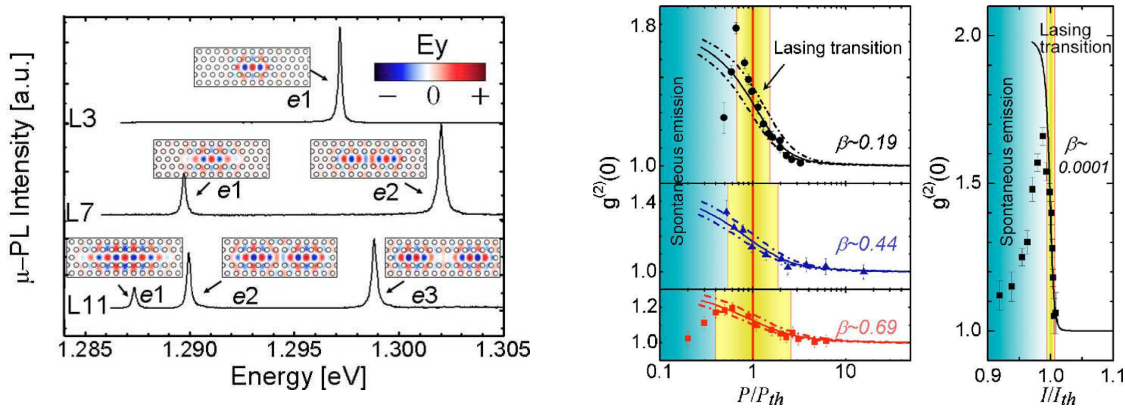 μ–PL Intensity [a.u.]
Ey
− 0 +
e1
L3
e1
e2
L7
e1
e2
e3
L11
1.285 1.290 1.295 1.300 1.305
Energy [eV]
g(2)(0)
Spontaneous emission
1.8
1.0
Lasing transition
β~0.19
1.4
1.0
β~0.44
1.2
1.0
β~0.69
0.1 1 10
P/Pth
g(2)(0)
Spontaneous emission
2.0
1.5
1.0
Lasing
transition
β~
0.0001
0.9 1.0 1.1
I/Ith